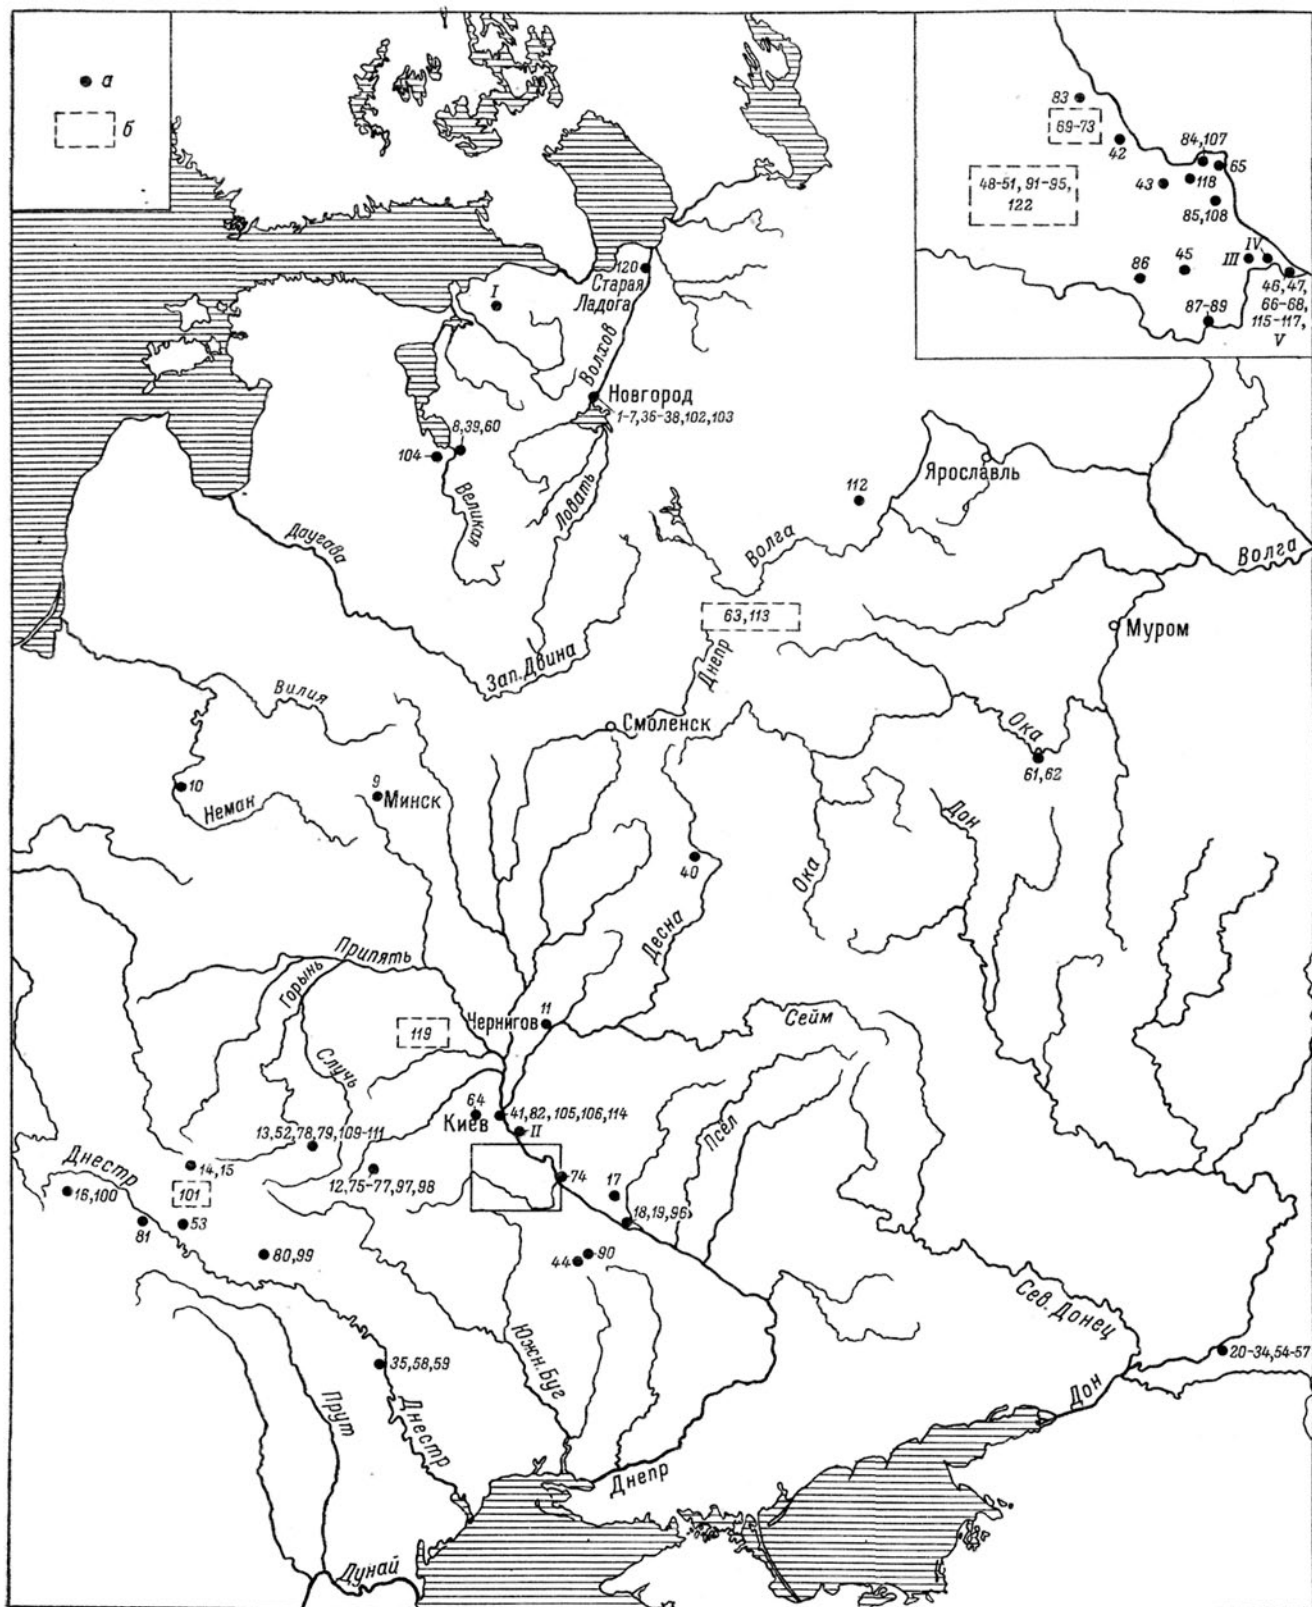 а
б
83
69-73
42
84,107
65
48-51, 91-95,
122
43
118
85,108
IV
III
45
86
46,47,
66-68,
115-117,
V
87-89
120
Старая
Ладога
I
Волхов
Новгород
1-7,36-38,102,103
8,39,60
104
Великая
Ловать
Ярославль
112
Волга
Волга
Даугава
63,113
Муром
Зап. Двина
Днепр
Вилия
Смоленск
Ока
61,62
10
Неман
9
Минск
Дон
40
Ока
Десна
Припять
Горынь
Чернигов
11
Сейм
119
Случь
64
Киев
41,82,105,106,114
II
Псёл
13,52,78,79,109-111
Днестр
14,15
12,75-77,97,98
74
17
16,100
101
18,19,96
81
53
80,99
44
90
Сев. Донец
Южн. Буг
35,58,59
20-34,54-57
Прут
Днестр
Дон
Днепр
Дунай